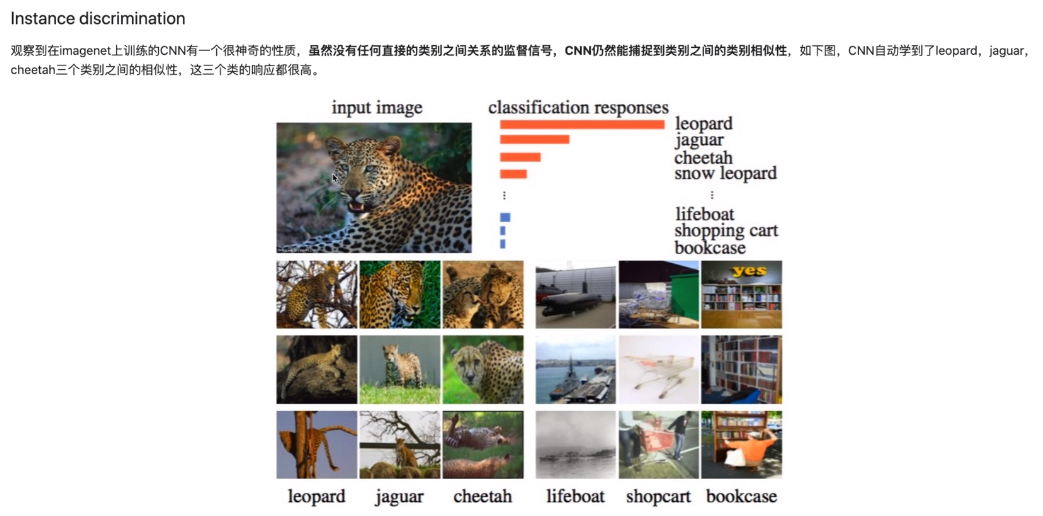 Instance discrimination
观察到在imagenet上训练的CNN有一个很神奇的性质，虽然没有任何直接的类别之间关系的监督信号，CNN仍然能捕捉到类别之间的类别相似性，如下图，CNN自动学到了leopard，jaguar，
cheetah三个类别之间的相似性，这三个类的响应都很高。
input image
classification responses
leopard
jaguar
cheetah
snow leopard
lifeboat
shopping cart
bookcase
yes
leopard jaguar cheetah lifeboat shopcart bookcase